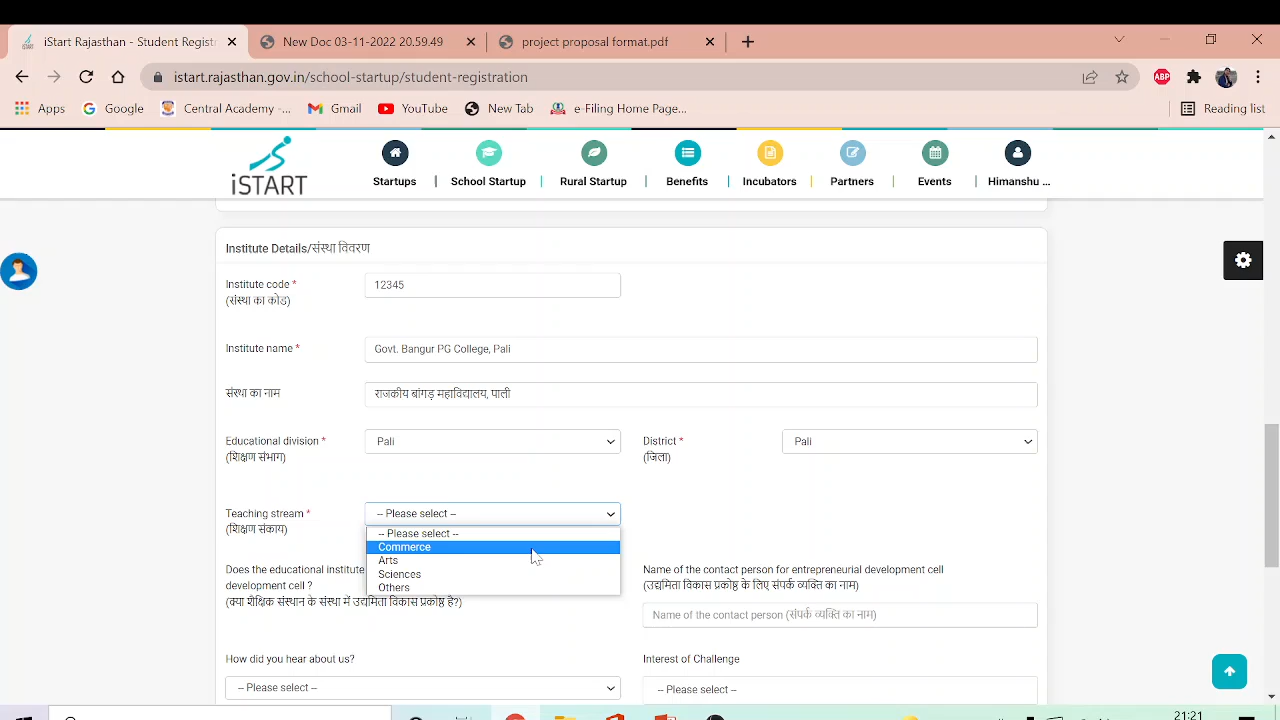 iStart Rajasthan - Student Regist
New Doc 03-11-2022 20.59.49
project proposal format.pdf
istart.rajasthan.gov.in/school-startup/student-registration
ABP
Apps
Google
Central Academy -...
Gmail
YouTube
New Tab
e-Filing Home Page...
Reading list
iSTART
Startups
School Startup
Rural Startup
Benefits
Incubators
Partners
Events
Himanshu ...
Institute Details/संस्था विवरण
Institute code *
12345
(संस्था का कोड)
Institute name *
Govt. Bangur PG College, Pali
संस्था का नाम
राजकीय बांगड़ महाविद्यालय, पाली
Educational division *
Pali
District *
Pali
(शिक्षण संभाग)
(जिला)
Teaching stream *
-- Please select --
(शिक्षण संकाय)
-- Please select --
Commerce
Arts
Sciences
Others
Does the educational institute
development cell ?
(क्या शैक्षिक संस्थान के संस्था में उद्यमिता विकास प्रकोष्ठ है?)
Name of the contact person for entrepreneurial development cell
(उद्यमिता विकास प्रकोष्ठ के लिए संपर्क व्यक्ति का नाम)
Name of the contact person (संपर्क व्यक्ति का नाम)
How did you hear about us?
Interest of Challenge
-- Please select --
-- Please select --
21:21